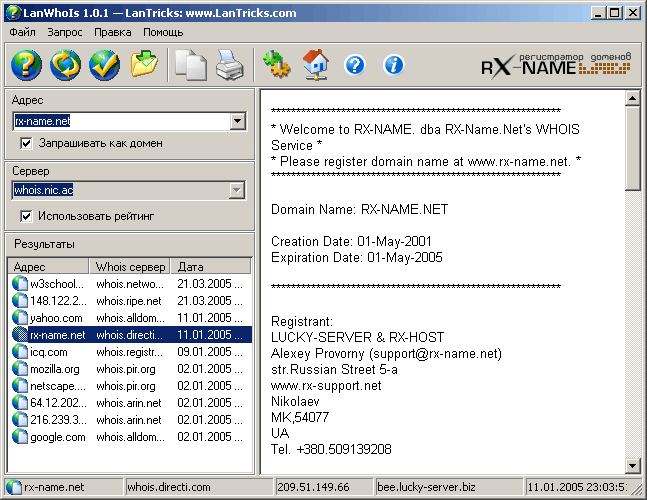 LanWhoIs 1.0.1 — LanTricks: www.LanTricks.com
Файл Запрос Правка Помощь
регистратор доменов
RX-NAME
Адрес
rx-name.net
Запрашивать как домен
Сервер
whois.nic.ac
Использовать рейтинг
Результаты
Адрес Whois сервер Дата
w3school... whois.netwo... 21.03.2005 ...
148.122.2... whois.ripe.net 21.03.2005 ...
yahoo.com whois.alldom... 11.01.2005 ...
rx-name.net whois.directi... 11.01.2005 ...
icq.com whois.registr... 09.01.2005 ...
mozilla.org whois.pir.org 02.01.2005 ...
netscape.... whois.pir.org 02.01.2005 ...
64.12.202... whois.arin.net 02.01.2005 ...
216.239.3... whois.arin.net 02.01.2005 ...
google.com whois.alldom... 02.01.2005 ...
**********************************************************
* Welcome to RX-NAME. dba RX-Name.Net's WHOIS
Service *
* Please register domain name at www.rx-name.net. *
**********************************************************
Domain Name: RX-NAME.NET
Creation Date: 01-May-2001
Expiration Date: 01-May-2005
**********************************************************
Registrant:
LUCKY-SERVER & RX-HOST
Alexey Provorny (support@rx-name.net)
str.Russian Street 5-a
www.rx-support.net
Nikolaev
MK,54077
UA
Tel. +380.509139208
rx-name.net whois.directi.com 209.51.149.66 bee.lucky-server.biz 11.01.2005 23:03:5